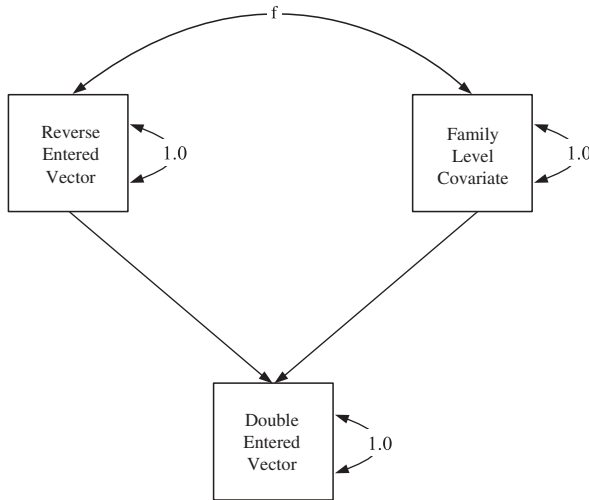 f
Reverse
Entered
Vector
1.0
Family
Level
Covariate
1.0
Double
Entered
Vector
1.0